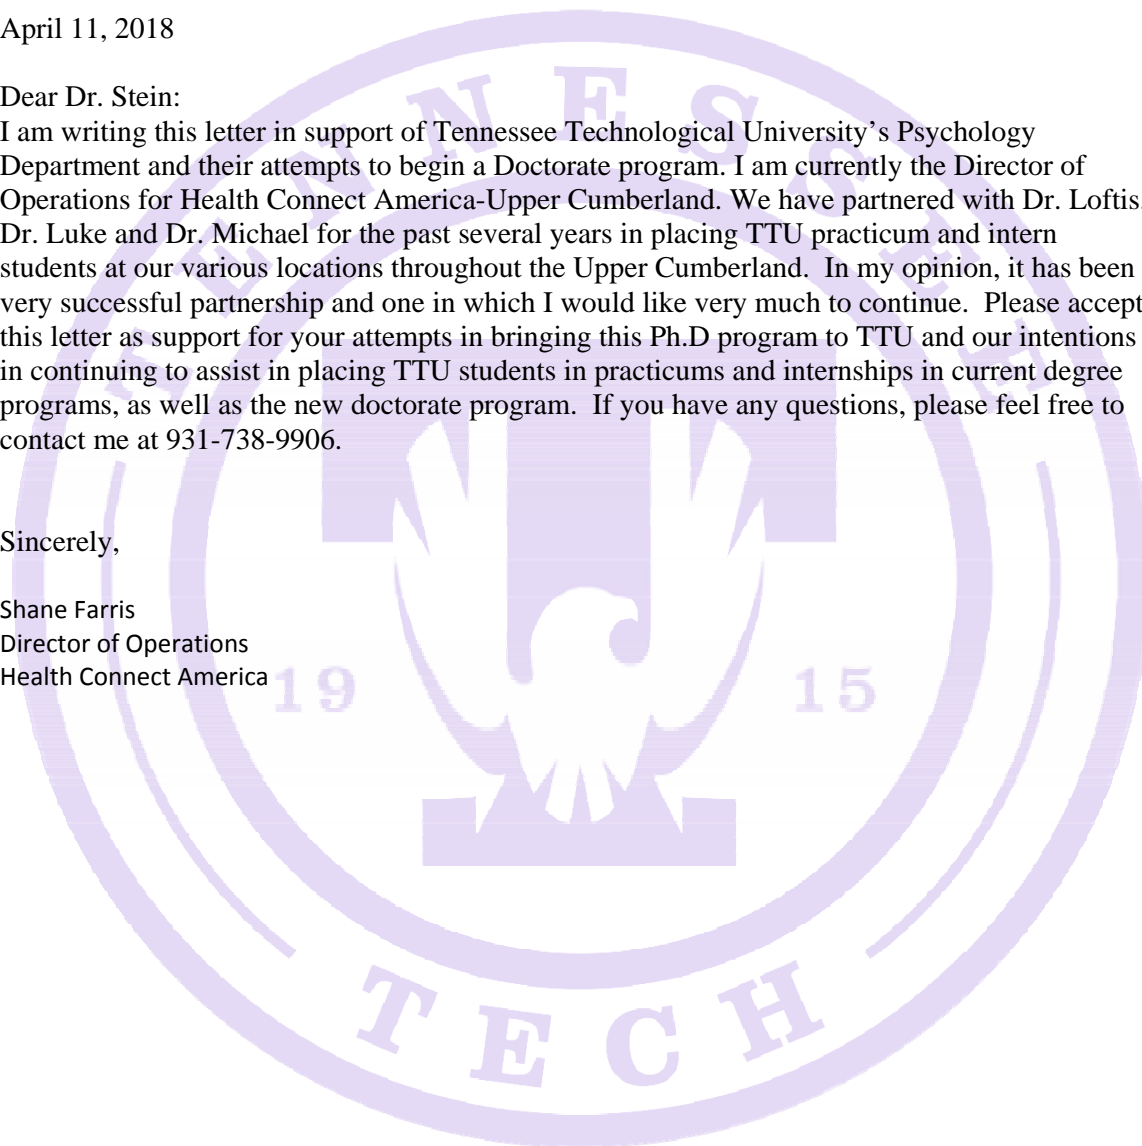 April 11, 2018
Dear Dr. Stein:
I am writing this letter in support of Tennessee Technological University’s Psychology
Department and their attempts to begin a Doctorate program. I am currently the Director of
Operations for Health Connect America-Upper Cumberland. We have partnered with Dr. Loftis,
Dr. Luke and Dr. Michael for the past several years in placing TTU practicum and intern
students at our various locations throughout the Upper Cumberland.  In my opinion, it has been
very successful partnership and one in which I would like very much to continue.  Please accept
this letter as support for your attempts in bringing this Ph.D program to TTU and our intentions
in continuing to assist in placing TTU students in practicums and internships in current degree
programs, as well as the new doctorate program.  If you have any questions, please feel free to
contact me at 931-738-9906.
Sincerely,
Shane Farris
Director of Operations
Health Connect America
TENNESSEE
19 15
TECH